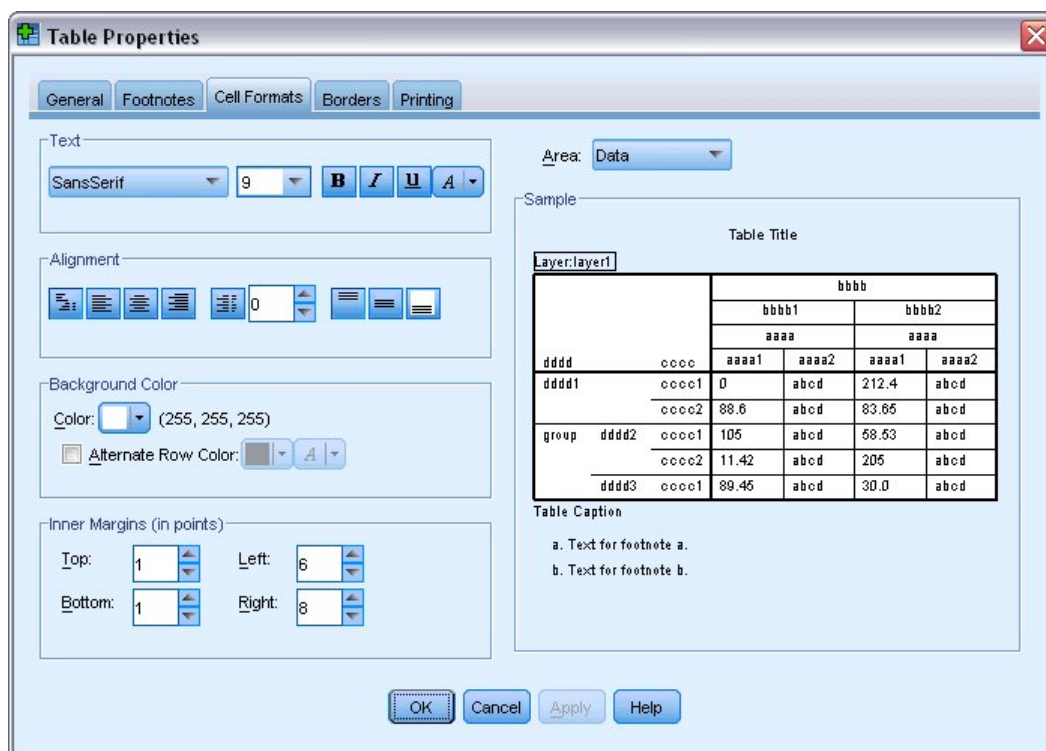 Table Properties
General Footnotes Cell Formats Borders Printing
Text
SansSerif 9 B I U A
Alignment
0
Background Color
Color: (255, 255, 255)
Alternate Row Color: A
Inner Margins (in points)
Top: 1 Left: 6
Bottom: 1 Right: 8
Area: Data
Sample
Table Title
Layer:layer1
bbbb
bbbb1 bbbb2
aaaa aaaa
dddd cccc aaaa1 aaaa2 aaaa1 aaaa2
dddd1 cccc1 0 abcd 212.4 abcd
cccc2 88.6 abcd 83.65 abcd
group dddd2 cccc1 105 abcd 58.53 abcd
cccc2 11.42 abcd 205 abcd
dddd3 cccc1 89.45 abcd 30.0 abcd
Table Caption
a. Text for footnote a.
b. Text for footnote b.
OK Cancel Apply Help